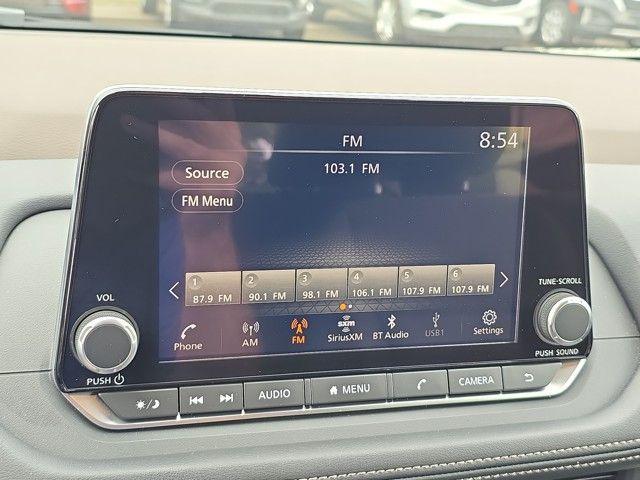 FM
8:54
Source
103.1 FM
FM Menu
1 2 3 4 5 6
87.9 FM 90.1 FM 98.1 FM 106.1 FM 107.9 FM 107.9 FM
VOL
TUNE·SCROLL
Phone AM FM SXM SiriusXM BT Audio USB1 Settings
PUSH
PUSH SOUND
AUDIO MENU CAMERA